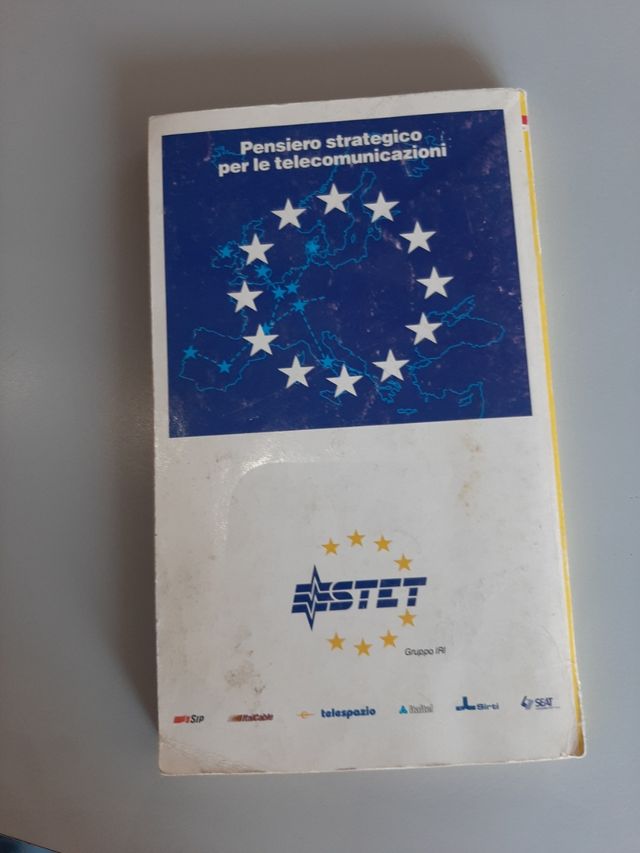 Pensiero strategico
per le telecomunicazioni
STET
Gruppo IRI
SIP
ItalCable
telespazio
italtel
Sirti
SEAT